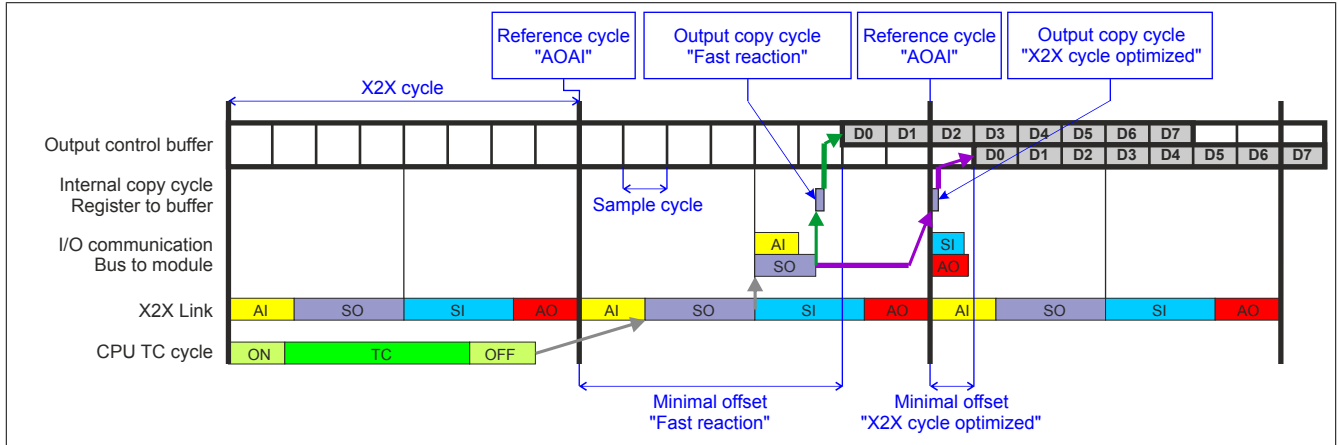 Reference cycle
"AOAI"
Output copy cycle
"Fast reaction"
Reference cycle
"AOAI"
Output copy cycle
"X2X cycle optimized"
X2X cycle
Output control buffer
D0 D1 D2 D3 D4 D5 D6 D7
D0 D1 D2 D3 D4 D5 D6 D7
Internal copy cycle
Register to buffer
Sample cycle
I/O communication
Bus to module
AI
SO
SI
AO
X2X Link
AI SO SI AO AI SO SI AO AI SO SI AO
CPU TC cycle
ON TC OFF
Minimal offset
"Fast reaction"
Minimal offset
"X2X cycle optimized"